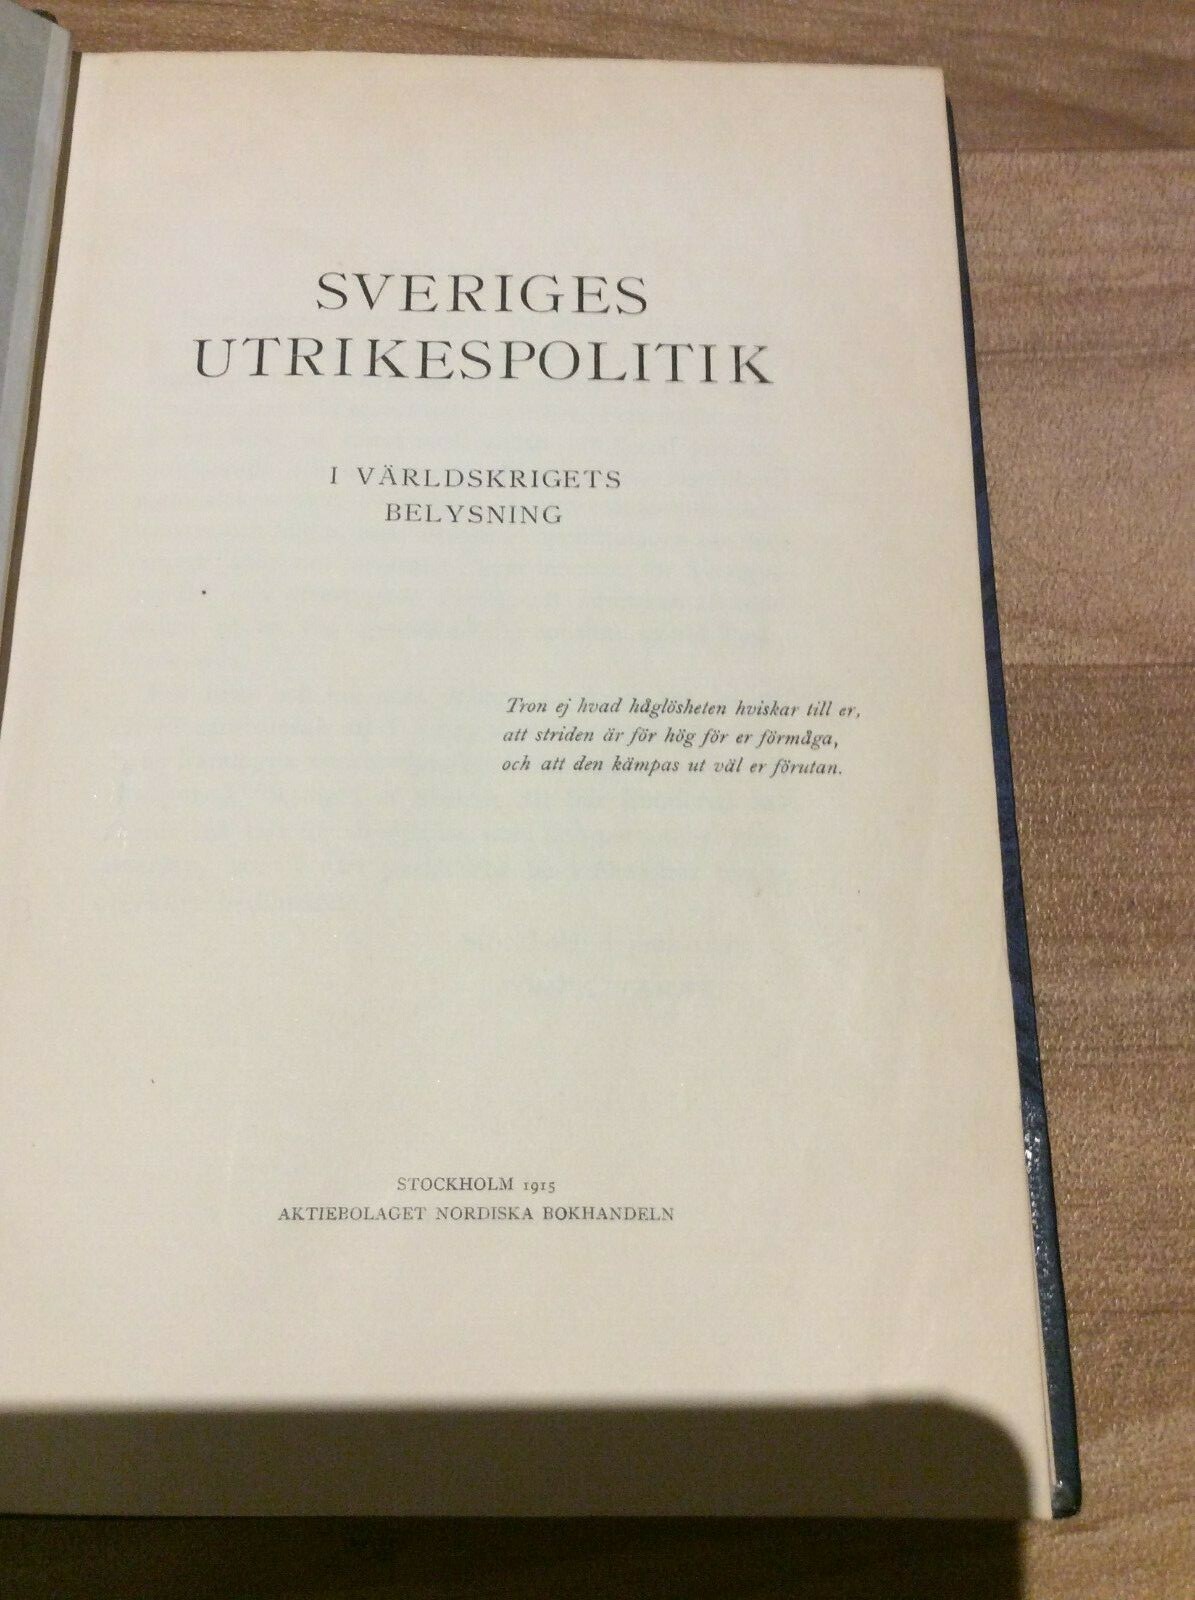 SVERIGES
UTRIKESPOLITIK
I VÄRLDSKRIGETS
BELYSNING
Tron ej hvad håglösheten hviskar till er,
att striden är för hög för er förmåga,
och att den kämpas ut väl er förutan.
STOCKHOLM 1915
AKTIEBOLAGET NORDISKA BOKHANDELN